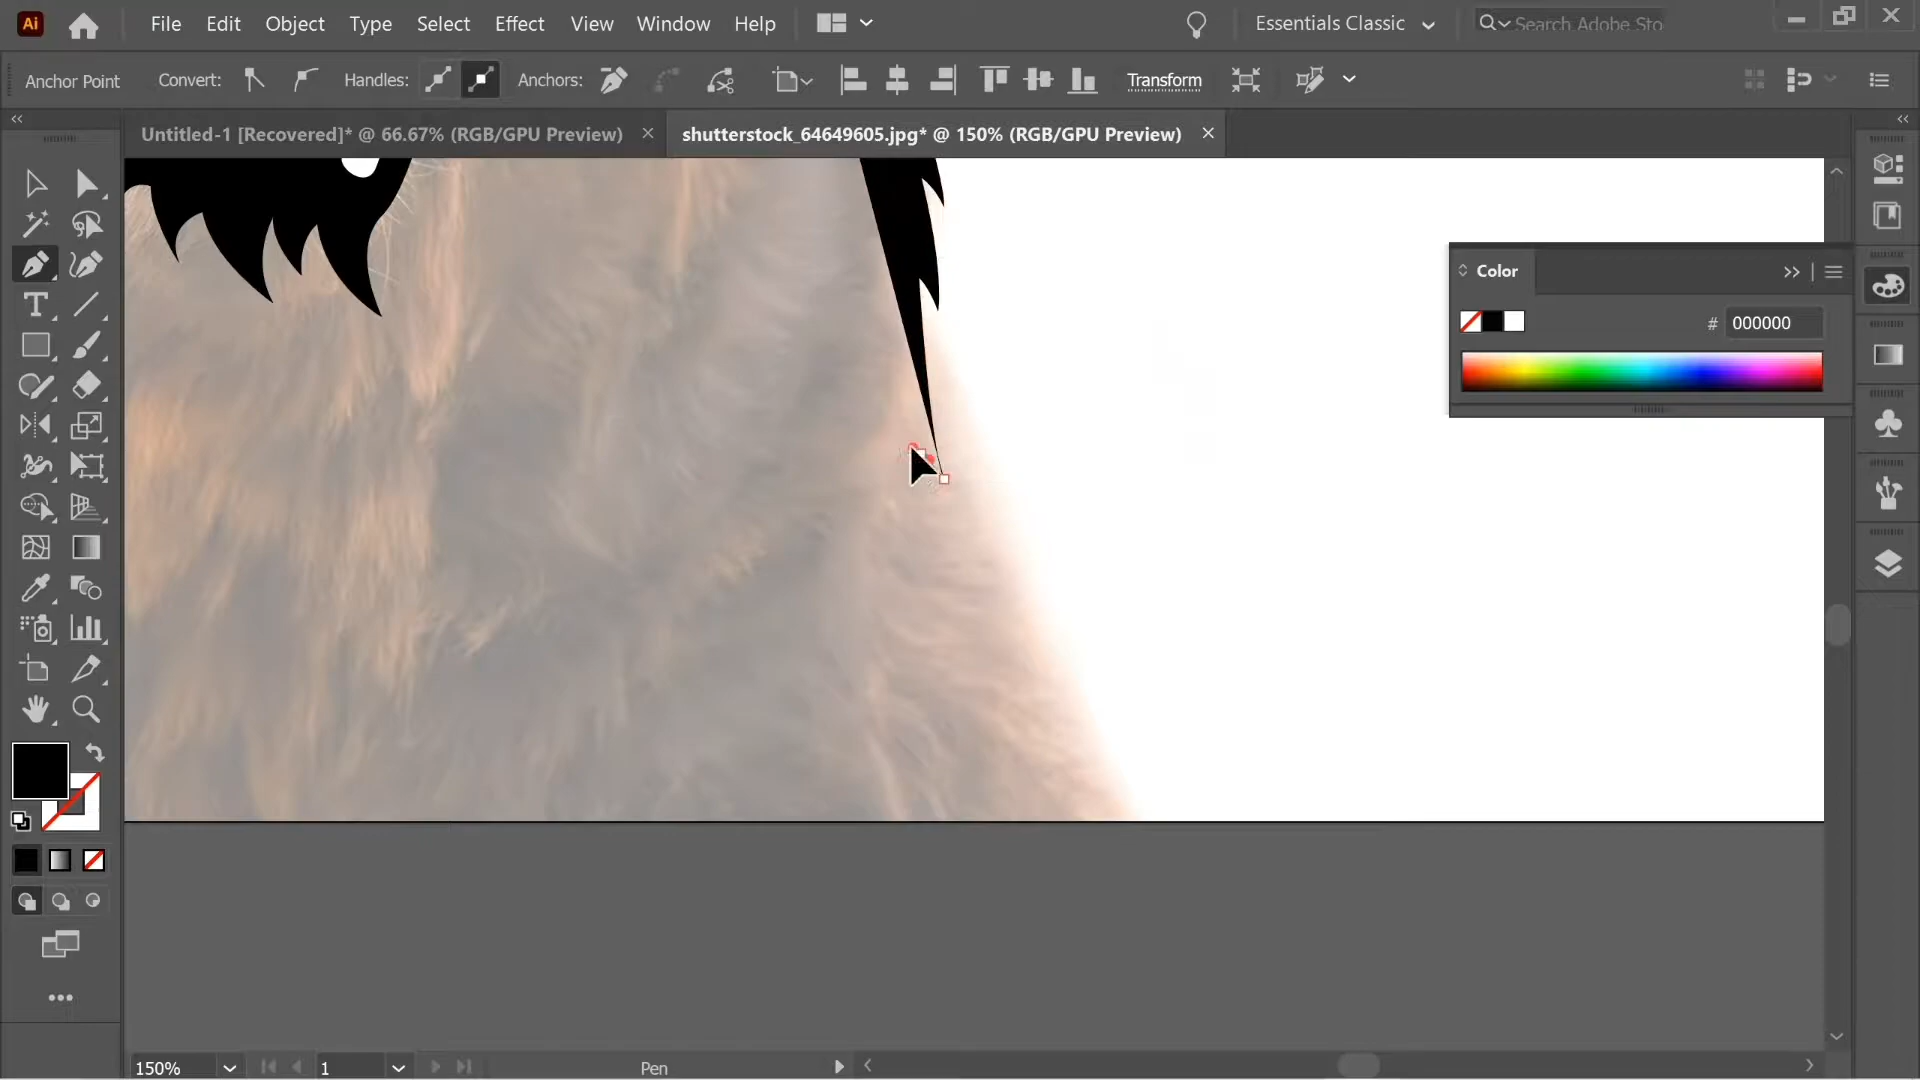 Ai File Edit Object Type Select Effect View Window Help Essentials Classic Search Adobe Sto
Anchor Point Convert: Handles: Anchors: Transform
Untitled-1 [Recovered]* @ 66.67% (RGB/GPU Preview) × shutterstock_64649605.jpg* @ 150% (RGB/GPU Preview) ×
Color
# 000000
150% 1 Pen